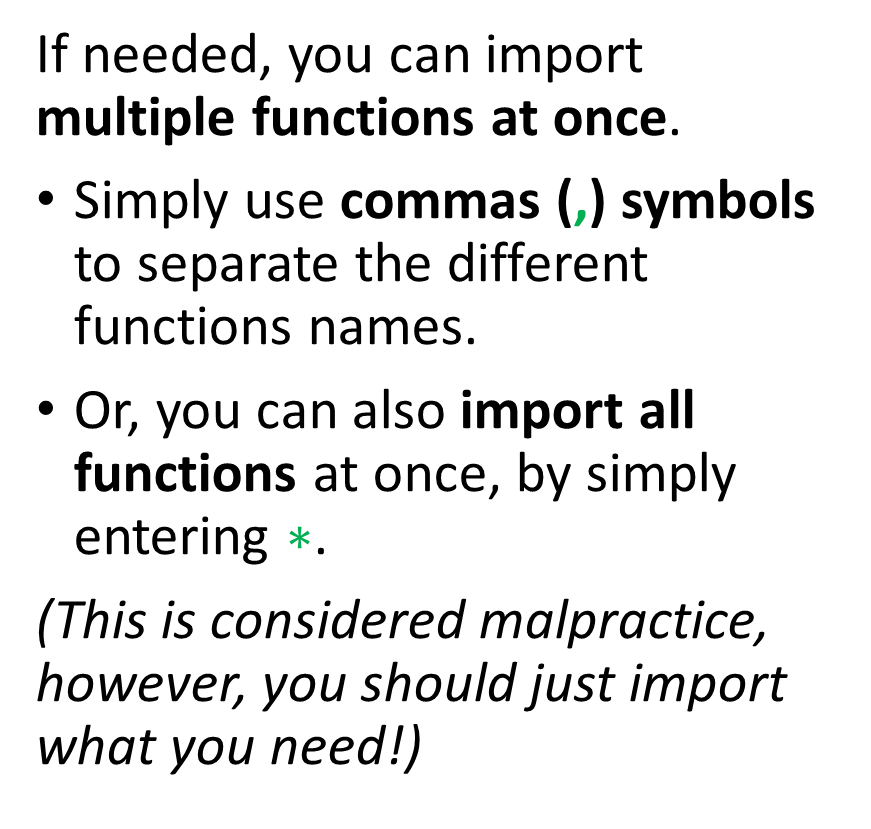 If needed, you can import
multiple functions at once.
• Simply use commas (,) symbols
to separate the different
functions names.
• Or, you can also import all
functions at once, by simply
entering *.
(This is considered malpractice,
however, you should just import
what you need!)